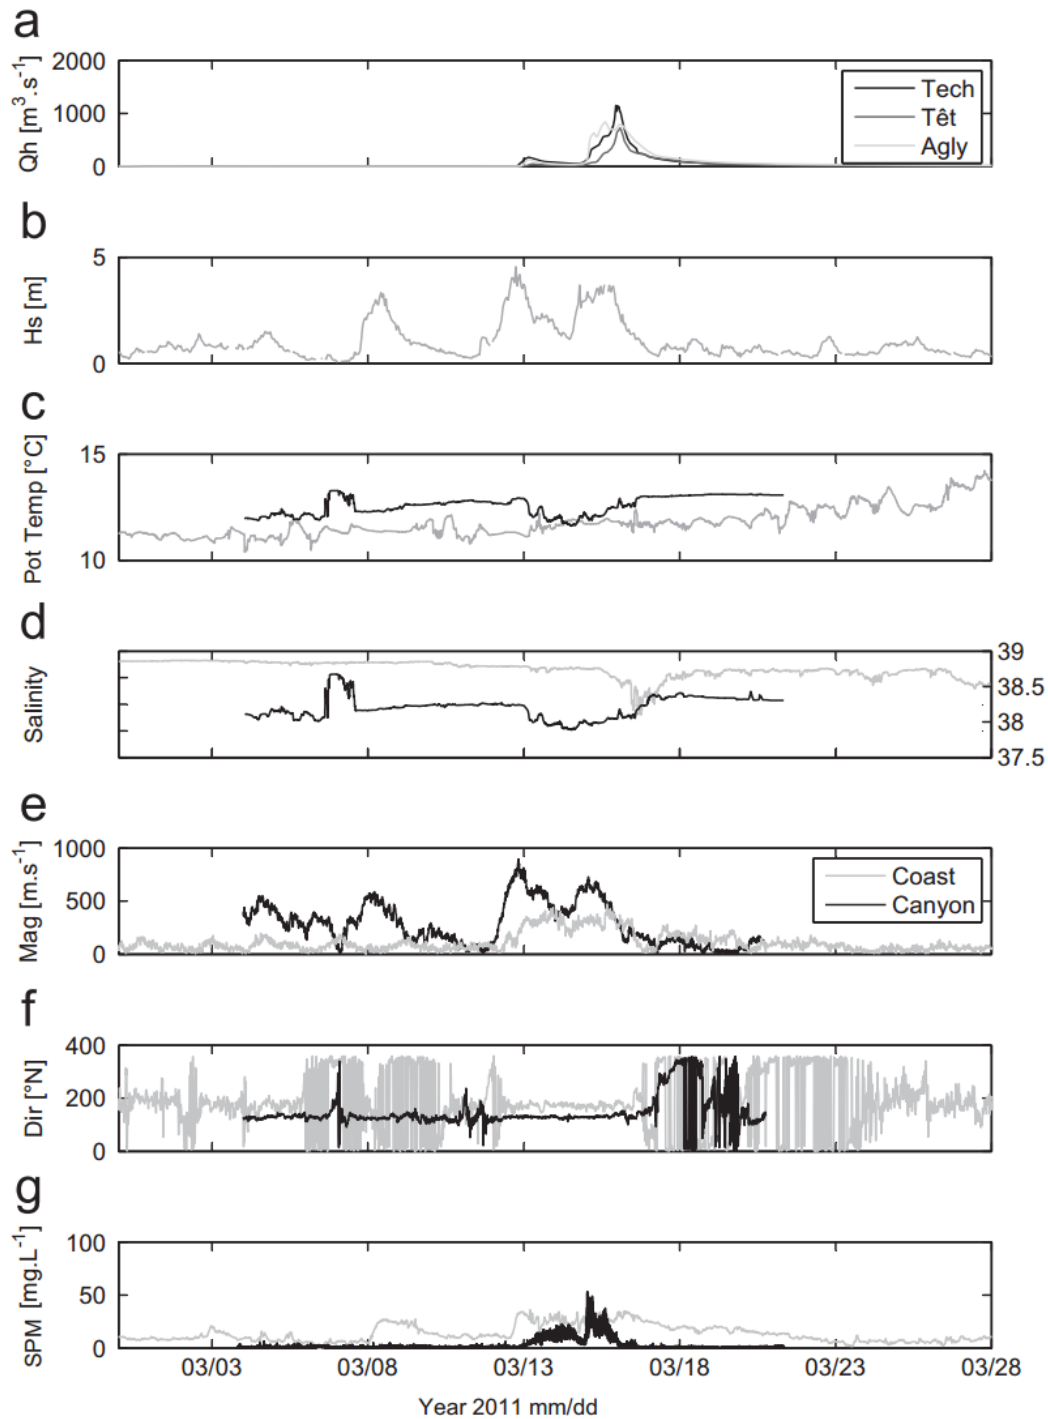 a
Qh [m³.s⁻¹]
2000
1000
0
Tech
Têt
Agly
b
Hs [m]
5
0
c
Pot Temp [°C]
15
10
d
Salinity
39
38.5
38
37.5
e
Mag [m.s⁻¹]
1000
500
0
Coast
Canyon
f
Dir [°N]
400
200
0
g
SPM [mg.L⁻¹]
100
50
0
03/03 03/08 03/13 03/18 03/23 03/28
Year 2011 mm/dd